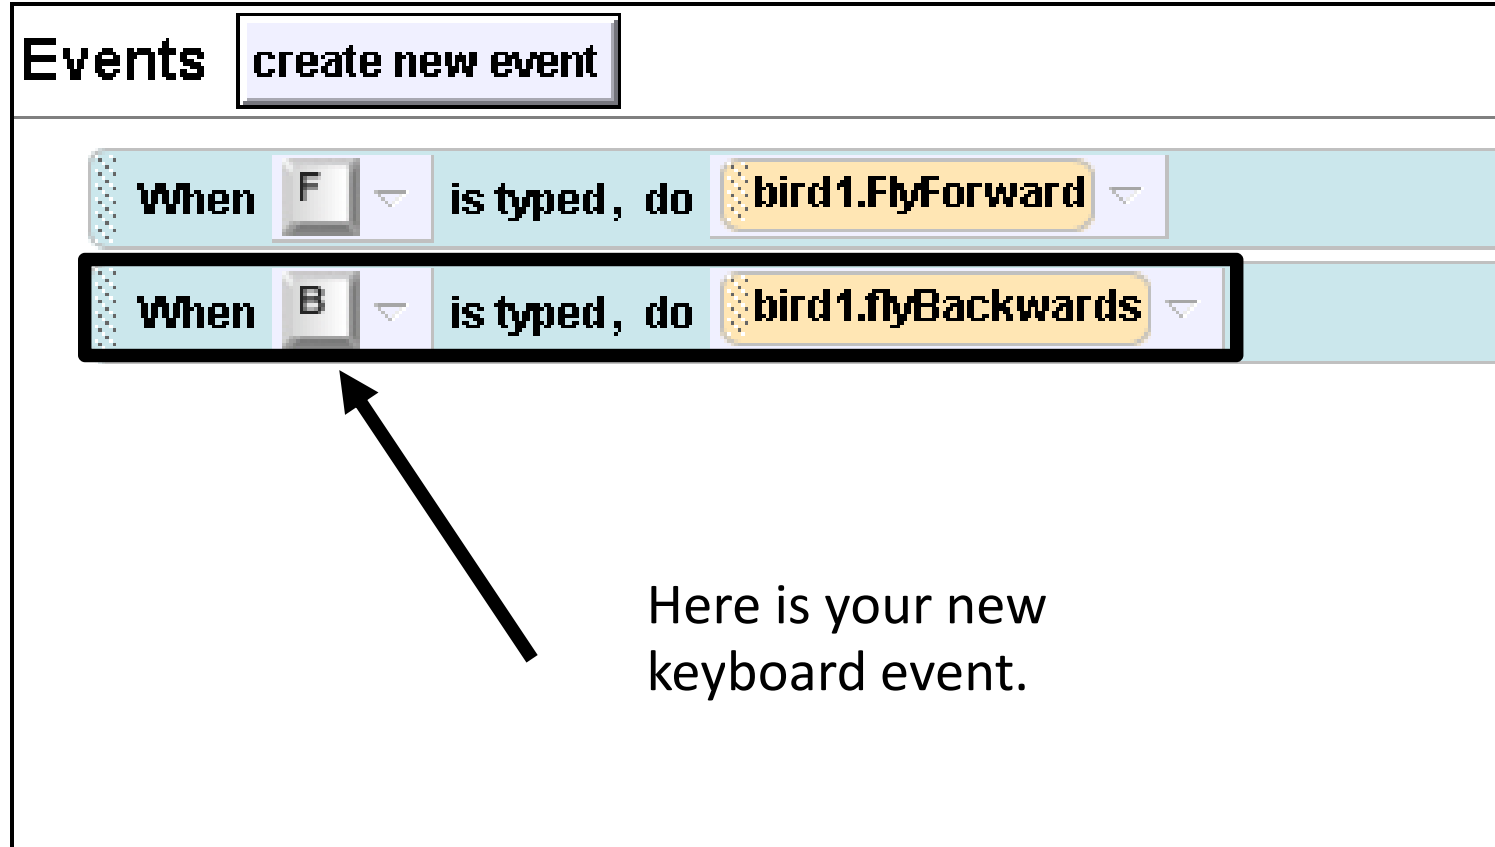 Events create new event
When F is typed, do bird1.FlyForward
When B is typed, do bird1.flyBackwards
Here is your new
keyboard event.